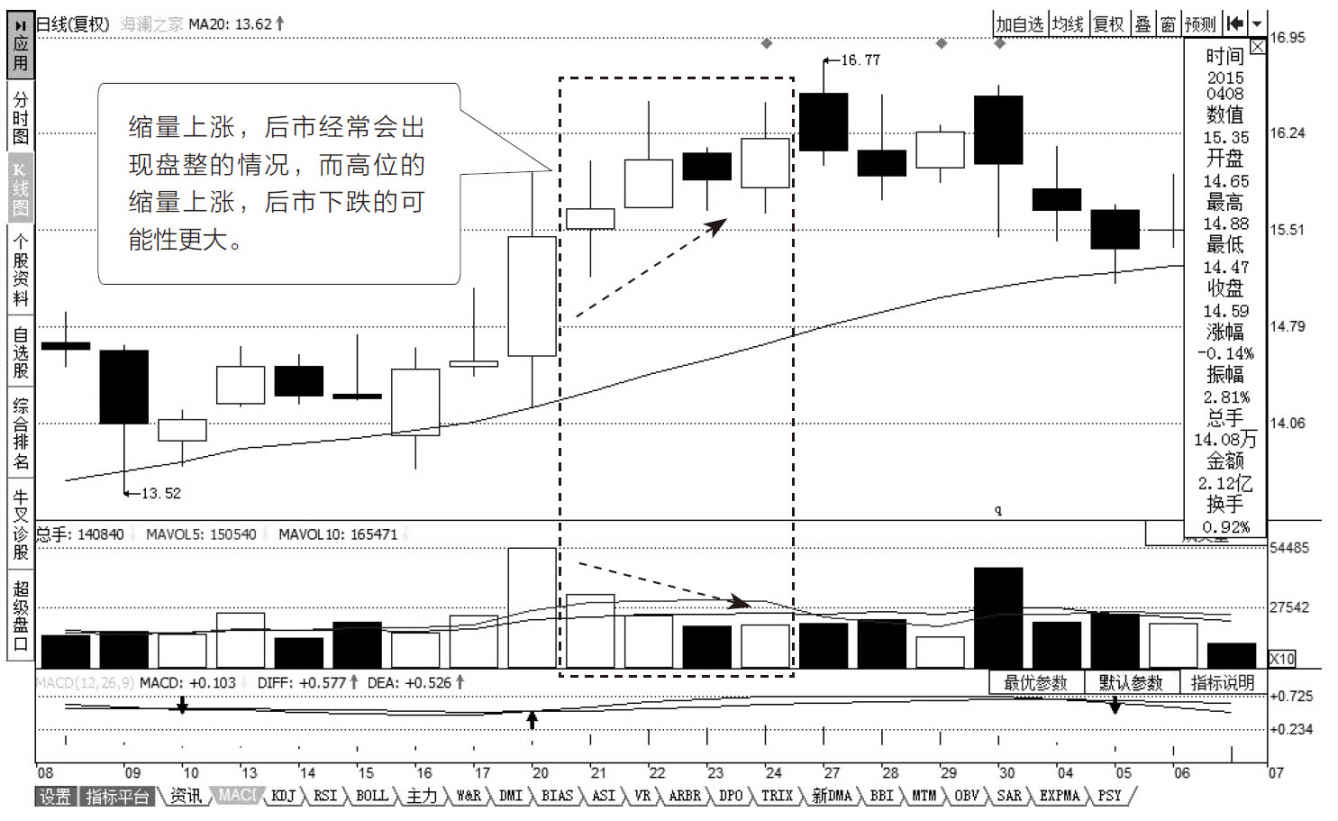 日线(复权) 海澜之家 MA20: 13.62↑
加自选 均线 复权 叠 窗 预测
应用
分时图
K线图
个股资料
自选股
综合排名
牛叉诊股
超级盘口
缩量上涨，后市经常会出
现盘整的情况，而高位的
缩量上涨，后市下跌的可
能性更大。
16.77
13.52
q
16.95
16.24
15.51
14.79
14.06
时间
2015
0408
数值
15.35
开盘
14.65
最高
14.88
最低
14.47
收盘
14.59
涨幅
-0.14%
振幅
2.81%
总手
14.08万
金额
2.12亿
换手
0.92%
总手: 140840↓ MAVOL5: 150540↓ MAVOL10: 165471↓
54485
27542
X10
MACD(12,26,9) MACD: +0.103↓ DIFF: +0.577↑ DEA: +0.526↑
最优参数 默认参数 指标说明
+0.725
+0.234
08 09 10 13 14 15 16 17 20 21 22 23 24 27 28 29 30 04 05 06 07
设置 指标平台 资讯 MACD KDJ RSI BOLL 主力 W&R DMI BIAS ASI VR ARBR DPO TRIX 新DMA BBI MTM OBV SAR EXPMA PSY